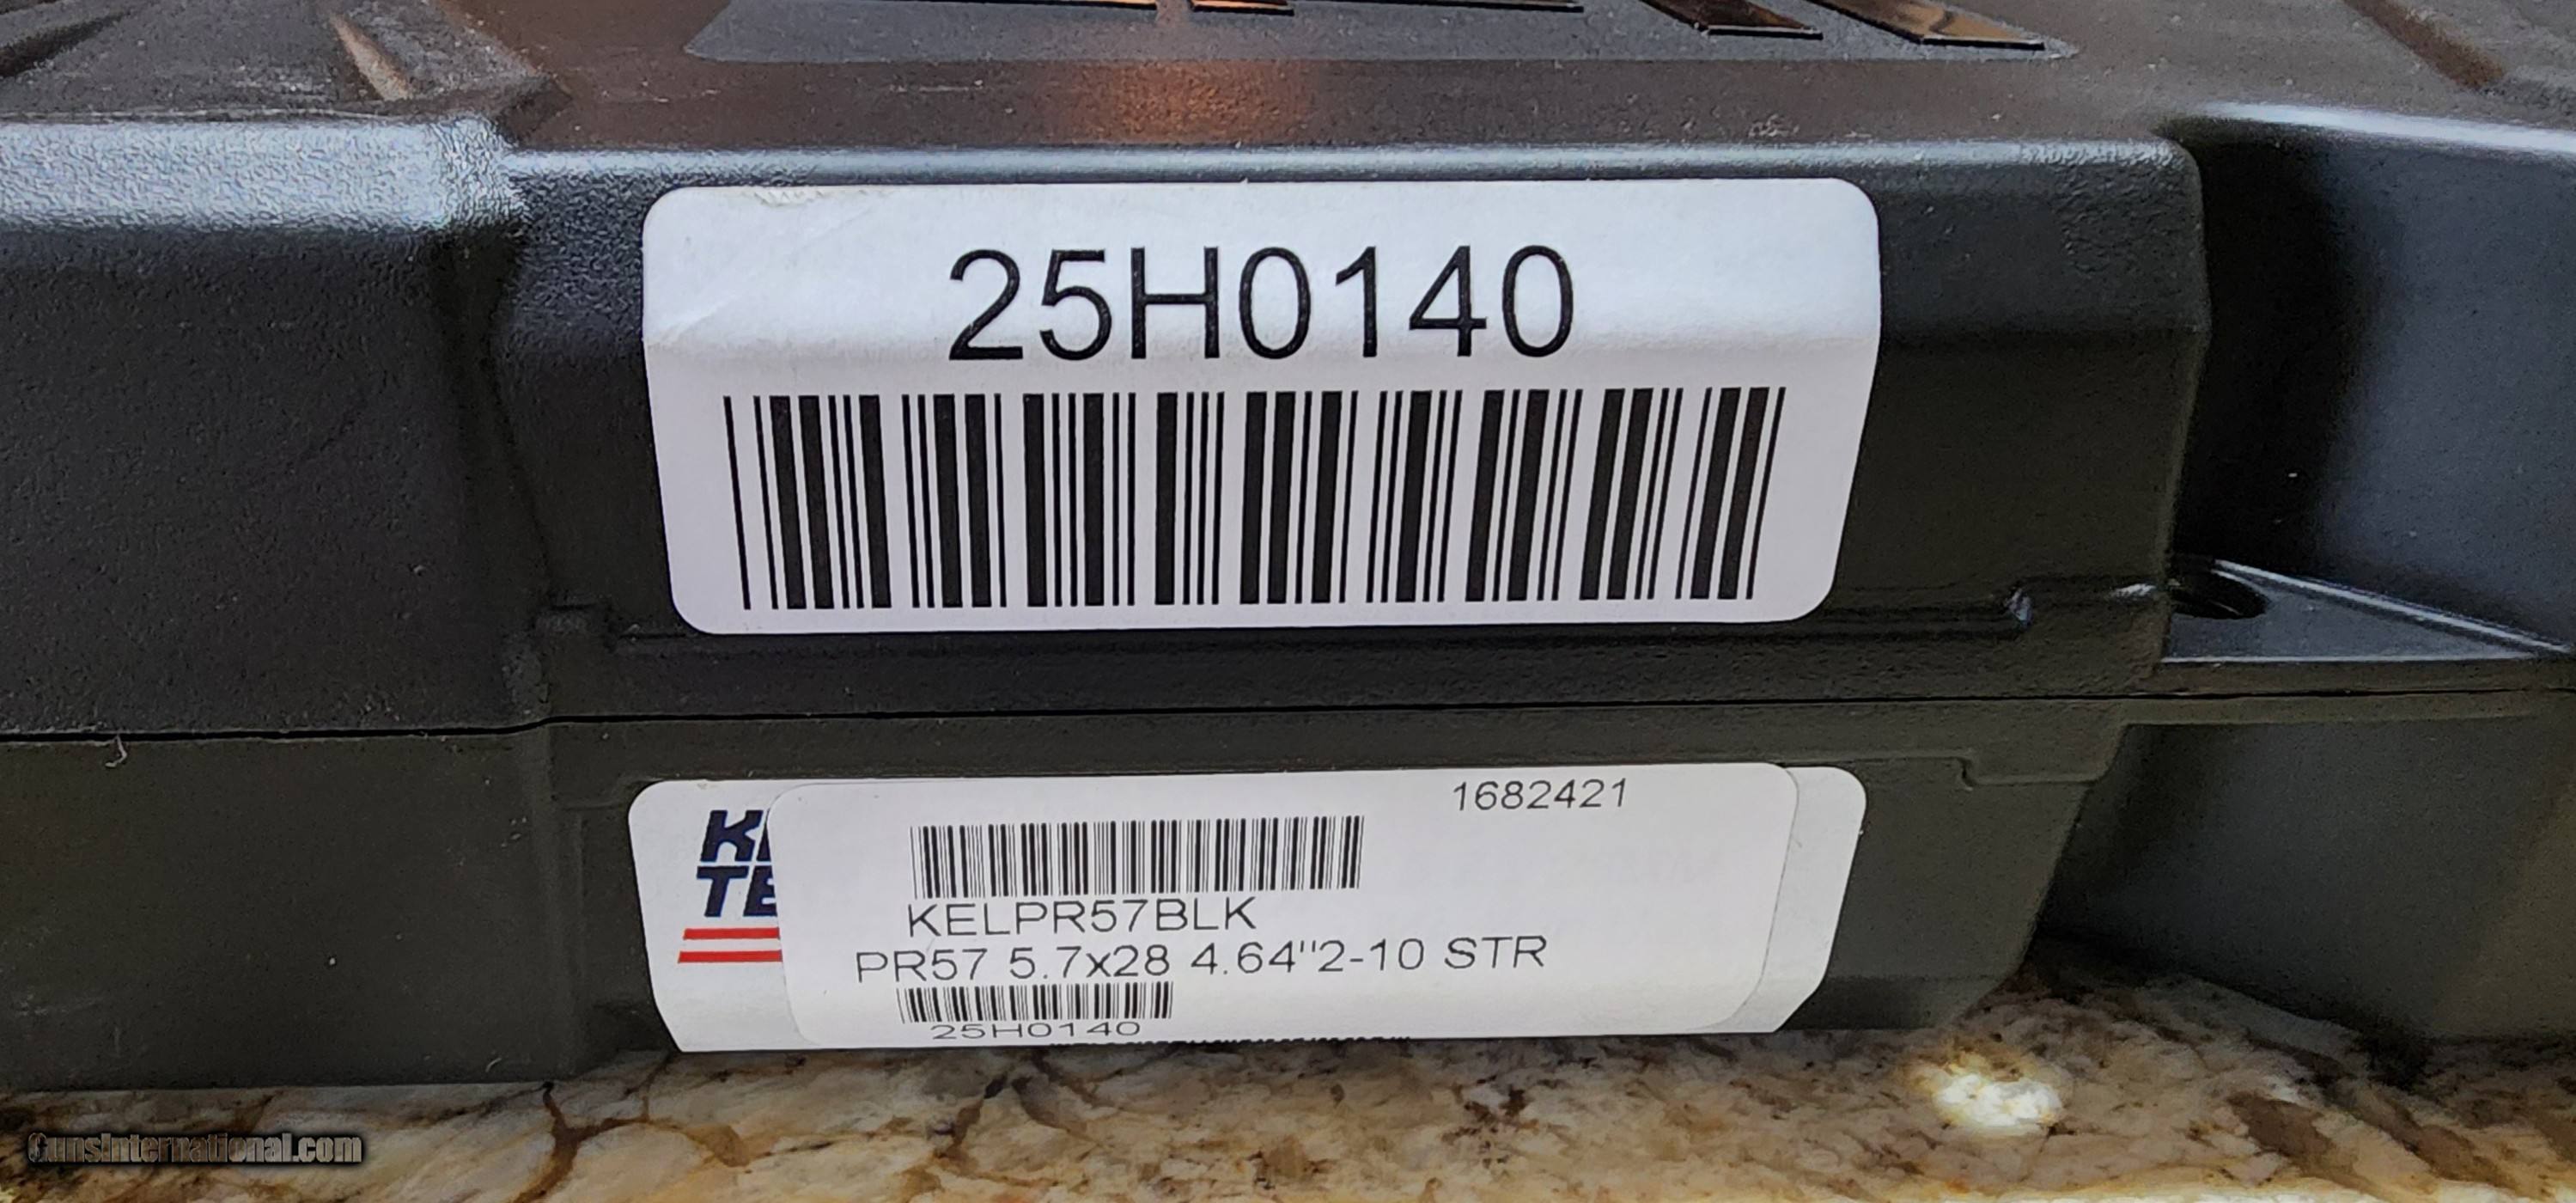 25H0140
1682421
KELPR57BLK
PR57 5.7x28 4.64"2-10 STR
25H0140
GunsInternational.com